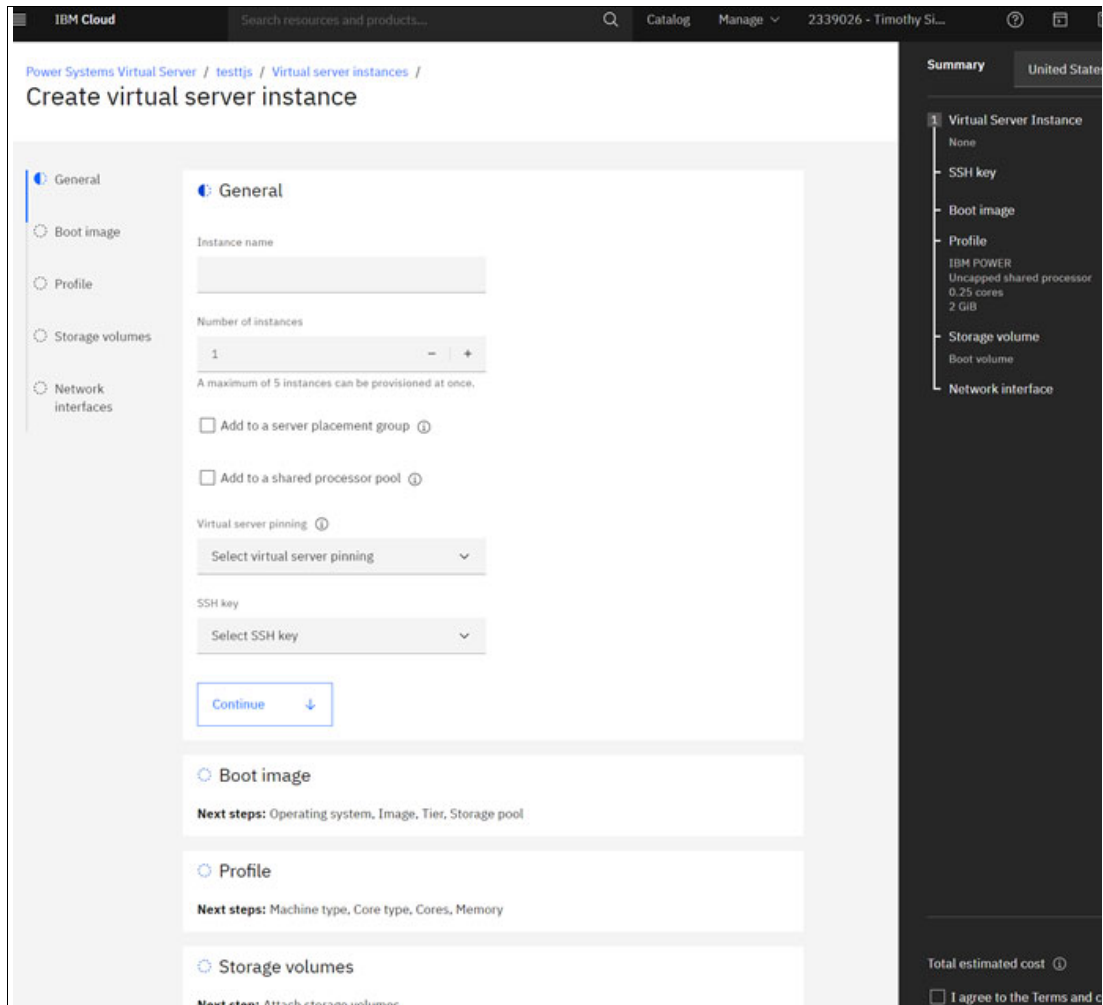 IBM Cloud
Search resources and products...
Catalog
Manage
2339026 - Timothy Si...
Power Systems Virtual Server / testtjs / Virtual server instances /
Create virtual server instance
General
Boot image
Profile
Storage volumes
Network
interfaces
General
Instance name
Number of instances
1
A maximum of 5 instances can be provisioned at once.
Add to a server placement group
Add to a shared processor pool
Virtual server pinning
Select virtual server pinning
SSH key
Select SSH key
Continue
Boot image
Next steps: Operating system, Image, Tier, Storage pool
Profile
Next steps: Machine type, Core type, Cores, Memory
Storage volumes
Next step: Attach storage volumes
Summary
United States
1 Virtual Server Instance
None
SSH key
Boot image
Profile
IBM POWER
Uncapped shared processor
0.25 cores
2 GiB
Storage volume
Boot volume
Network interface
Total estimated cost
I agree to the Terms and